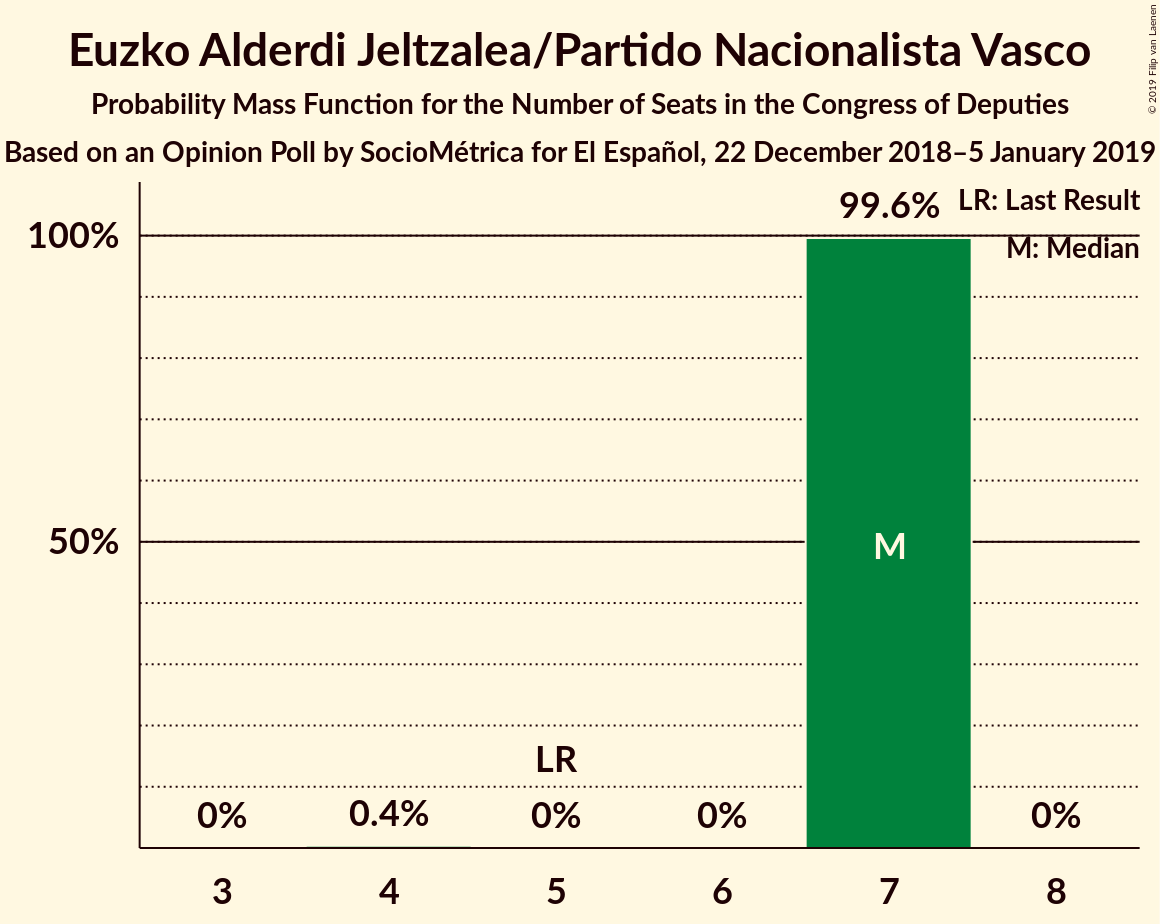 Euzko Alderdi Jeltzalea/Partido Nacionalista Vasco
Probability Mass Function for the Number of Seats in the Congress of Deputies
Based on an Opinion Poll by SocioMétrica for El Español, 22 December 2018–5 January 2019
© 2019 Filip van Laenen
99.6%
LR: Last Result
100%
M: Median
50%
M
LR
0%
0.4%
0%
0%
0%
3
4
5
6
7
8